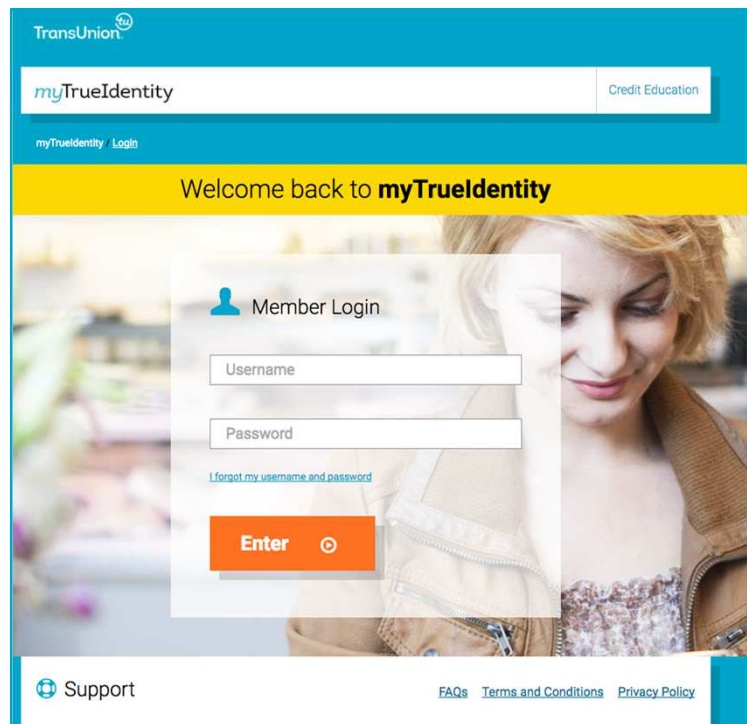 TransUnion tu
myTrueIdentity
Credit Education
myTrueIdentity / Login
Welcome back to myTrueIdentity
Member Login
Username
Password
I forgot my username and password
Enter
Support
FAQs Terms and Conditions Privacy Policy